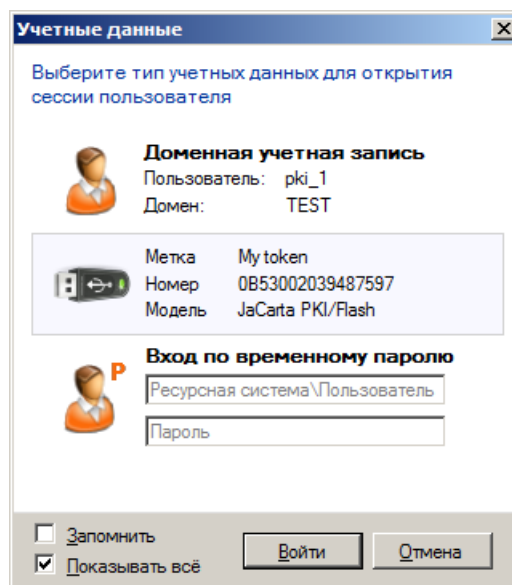 Учетные данные
Выберите тип учетных данных для открытия
сессии пользователя
Доменная учетная запись
Пользователь: pki_1
Домен: TEST
Метка My token
Номер 0B53002039487597
Модель JaCarta PKI/Flash
P
Вход по временному паролю
Ресурсная система\Пользователь
Пароль
Запомнить
Показывать всё
Войти
Отмена